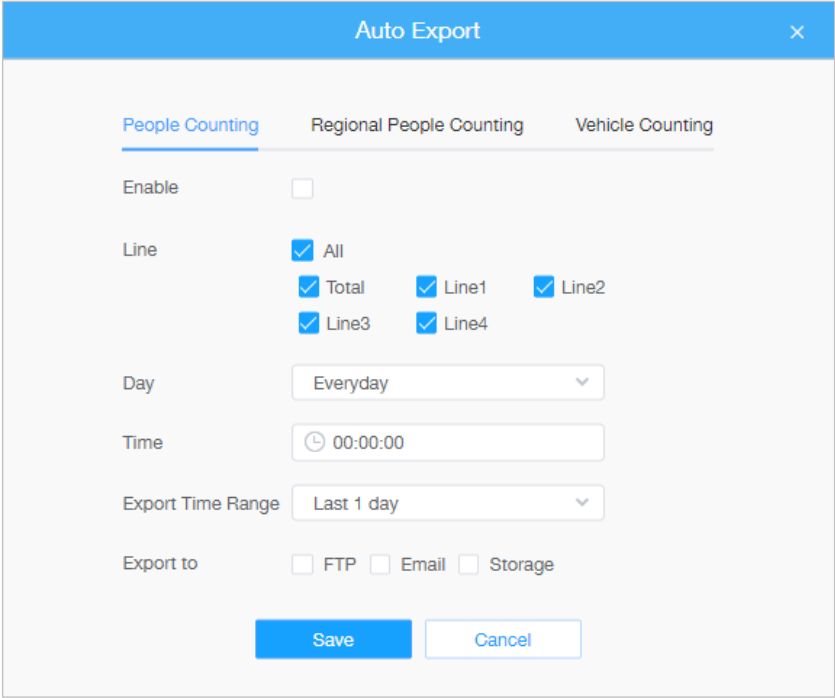 Auto Export
People Counting Regional People Counting Vehicle Counting
Enable
Line All
Total Line1 Line2
Line3 Line4
Day Everyday
Time 00:00:00
Export Time Range Last 1 day
Export to FTP Email Storage
Save Cancel